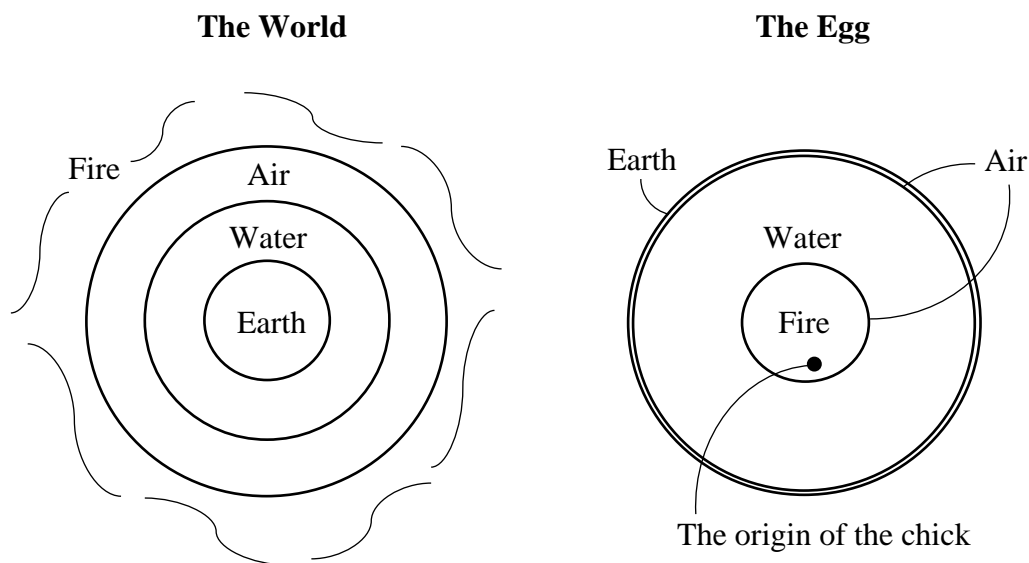 The World
The Egg
Fire
Air
Water
Earth
Earth
Air
Water
Fire
The origin of the chick